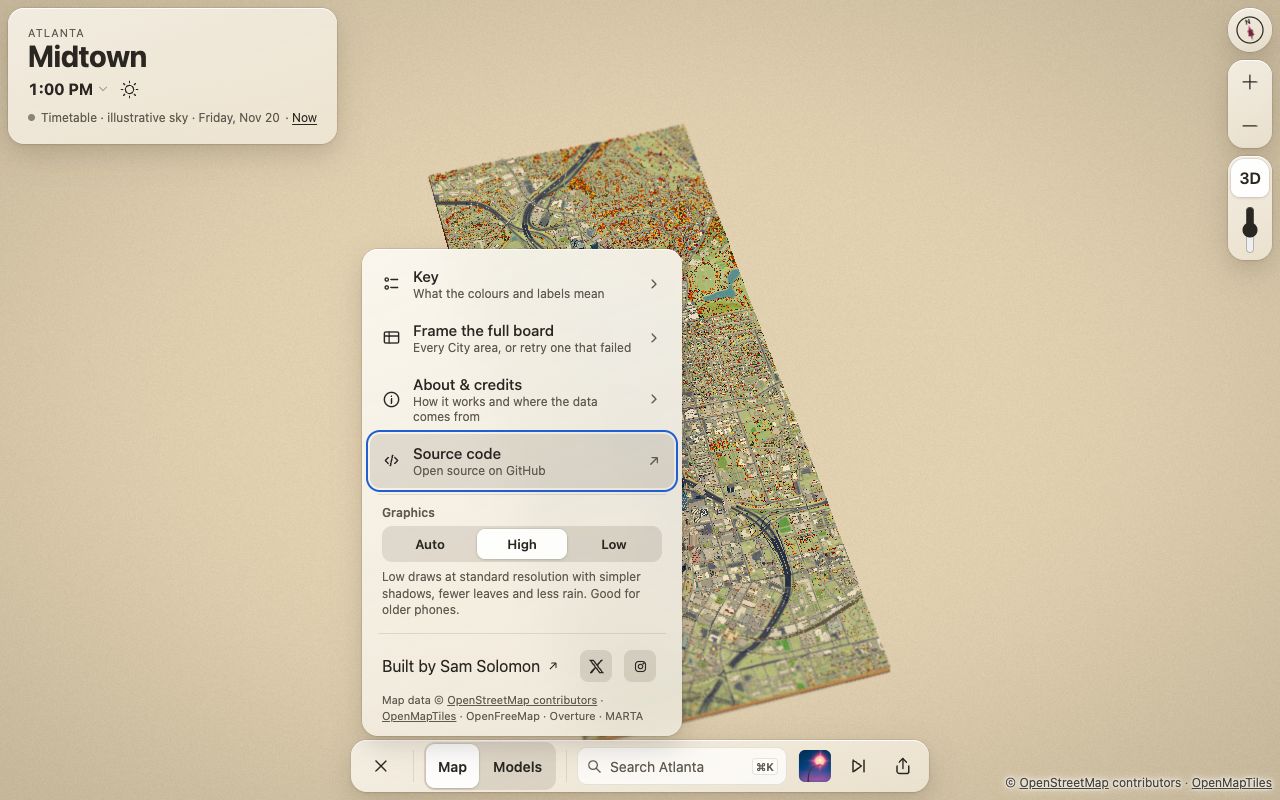 ATLANTA
Midtown
1:00 PM
Timetable · illustrative sky · Friday, Nov 20 · Now
N
3D
Key
What the colours and labels mean
Frame the full board
Every City area, or retry one that failed
About & credits
How it works and where the data
comes from
Source code
Open source on GitHub
Graphics
Auto
High
Low
Low draws at standard resolution with simpler
shadows, fewer leaves and less rain. Good for
older phones.
Built by Sam Solomon ↗
Map data © OpenStreetMap contributors ·
OpenMapTiles · OpenFreeMap · Overture · MARTA
Map
Models
Search Atlanta
⌘K
© OpenStreetMap contributors · OpenMapTiles